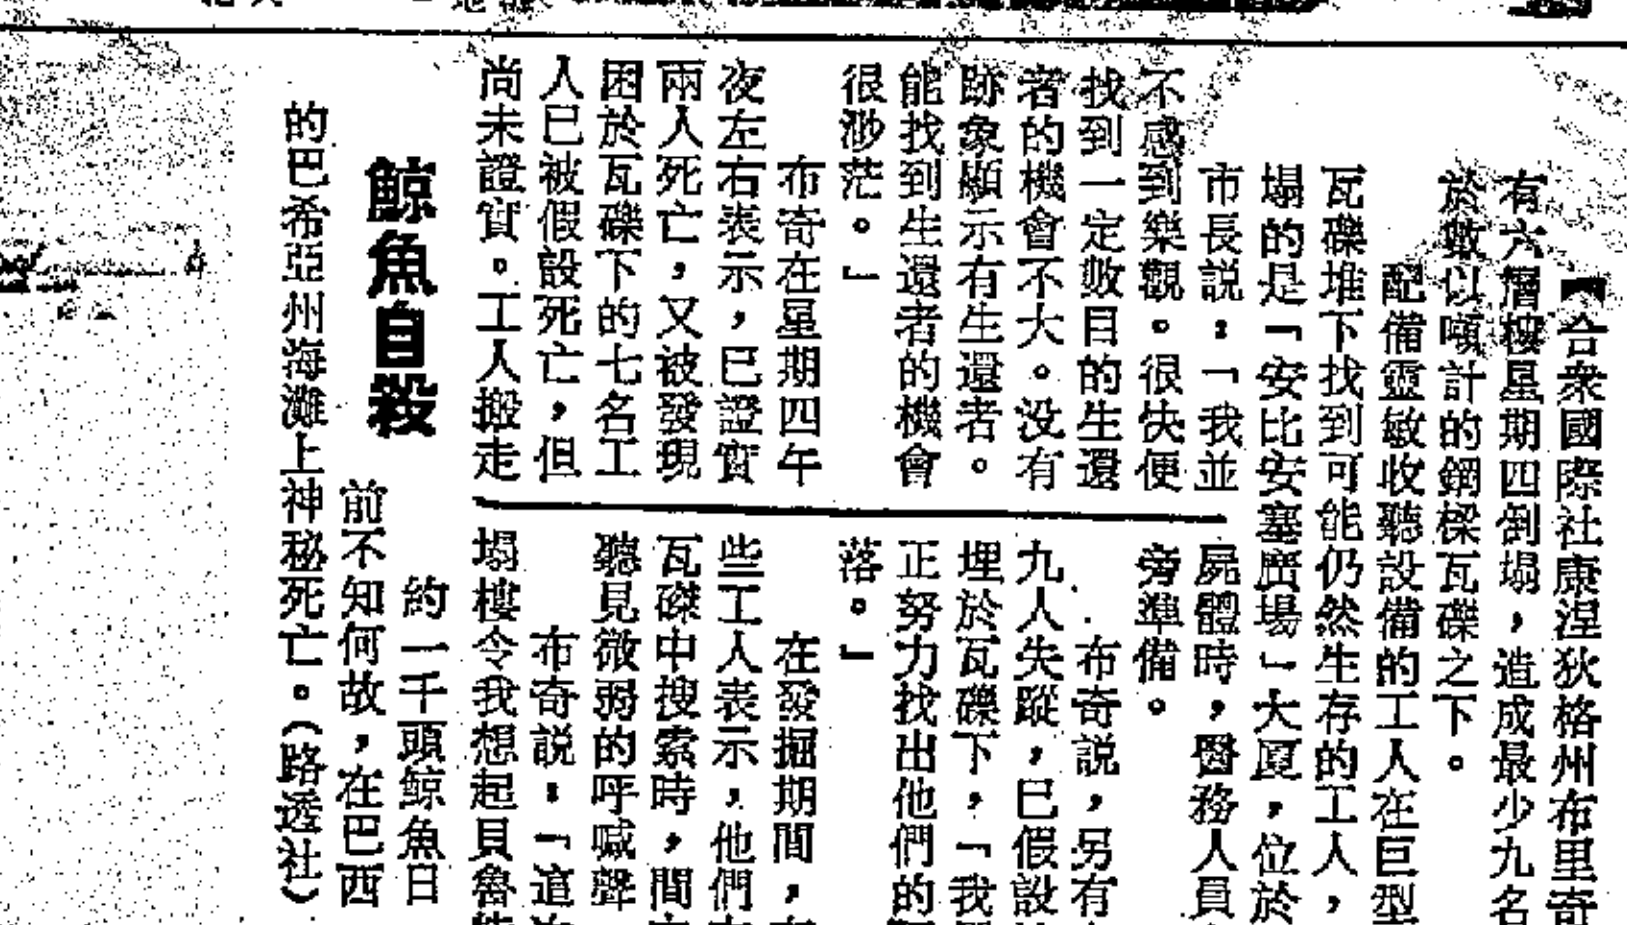 【合衆國際社康涅狄格州布里奇
有六層樓星期四倒塌，造成最少九名
於數以噸計的鋼樑瓦礫之下。
配備靈敏收聽設備的工人在巨型
瓦礫堆下找到可能仍然生存的工人，
塌的是「安比安塞廣場」大厦，位於
市長説：「我並
不感到樂觀。很快便
找到一定數目的生還
者的機會不大。没有
跡象顯示有生還者。
能找到生還者的機會
很渺茫。」
布寄在星期四午
夜左右表示，已證實
兩人死亡，又被發現
困於瓦礫下的七名工
人已被假設死亡，但
尚未證實。工人搬走
屍體時，醫務人員
旁準備。
布奇説，另有
九人失蹤，已假設
埋於瓦礫下，「我
正努力找出他們的
落。」
在發掘期間，
些工人表示，他們
瓦磔中搜索時，間
聽見微弱的呼喊聲
布奇説：「這
塌樓令我想起貝魯
鯨魚自殺
約一千頭鯨魚日
前不知何故，在巴西
的巴希亞州海灘上神秘死亡。（路透社）